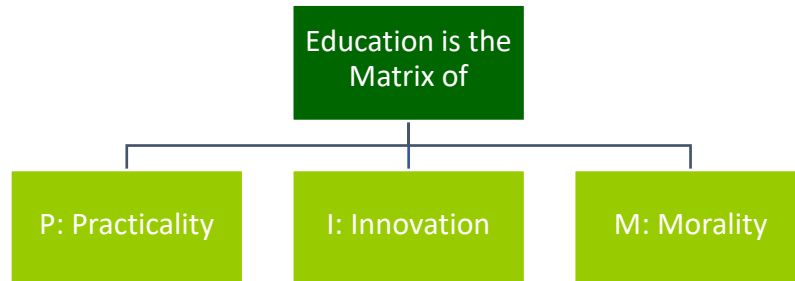 Education is the
Matrix of
P: Practicality
I: Innovation
M: Morality